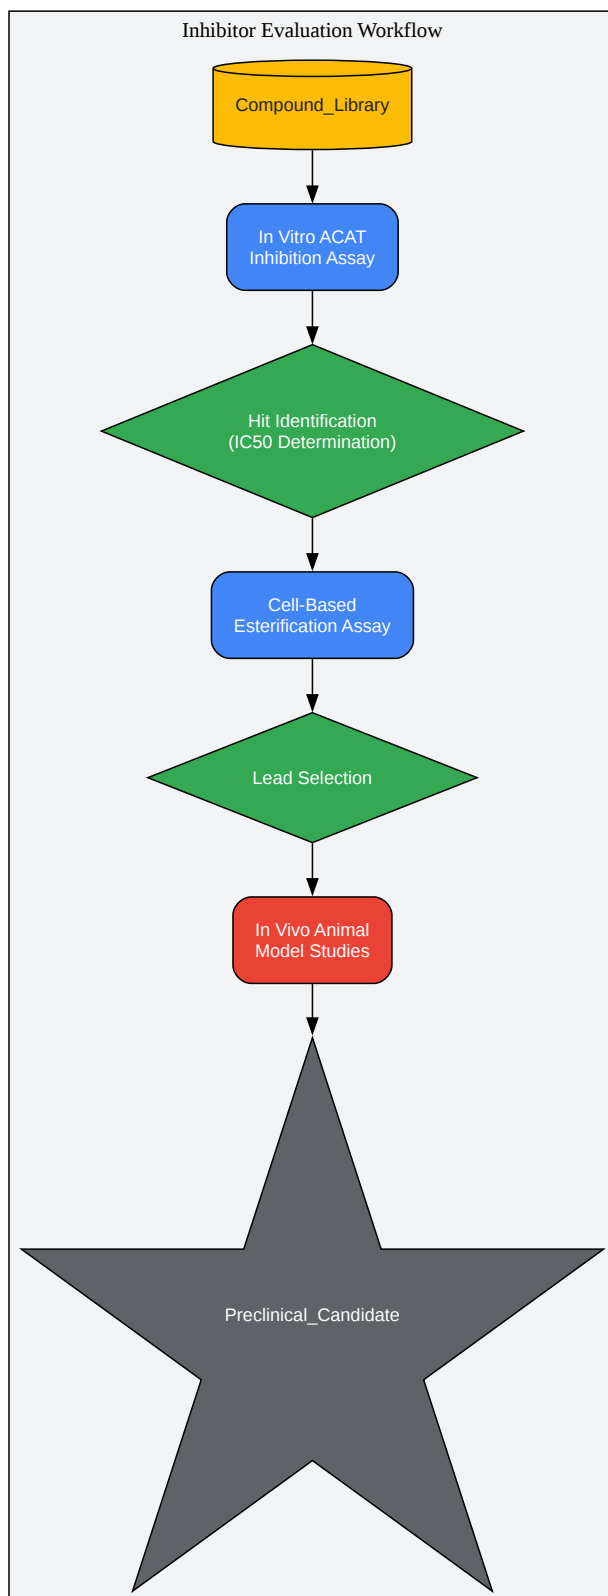 Inhibitor Evaluation Workflow
Compound_Library
In Vitro ACAT
Inhibition Assay
Hit Identification
(IC50 Determination)
Cell-Based
Esterification Assay
Lead Selection
In Vivo Animal
Model Studies
Preclinical_Candidate